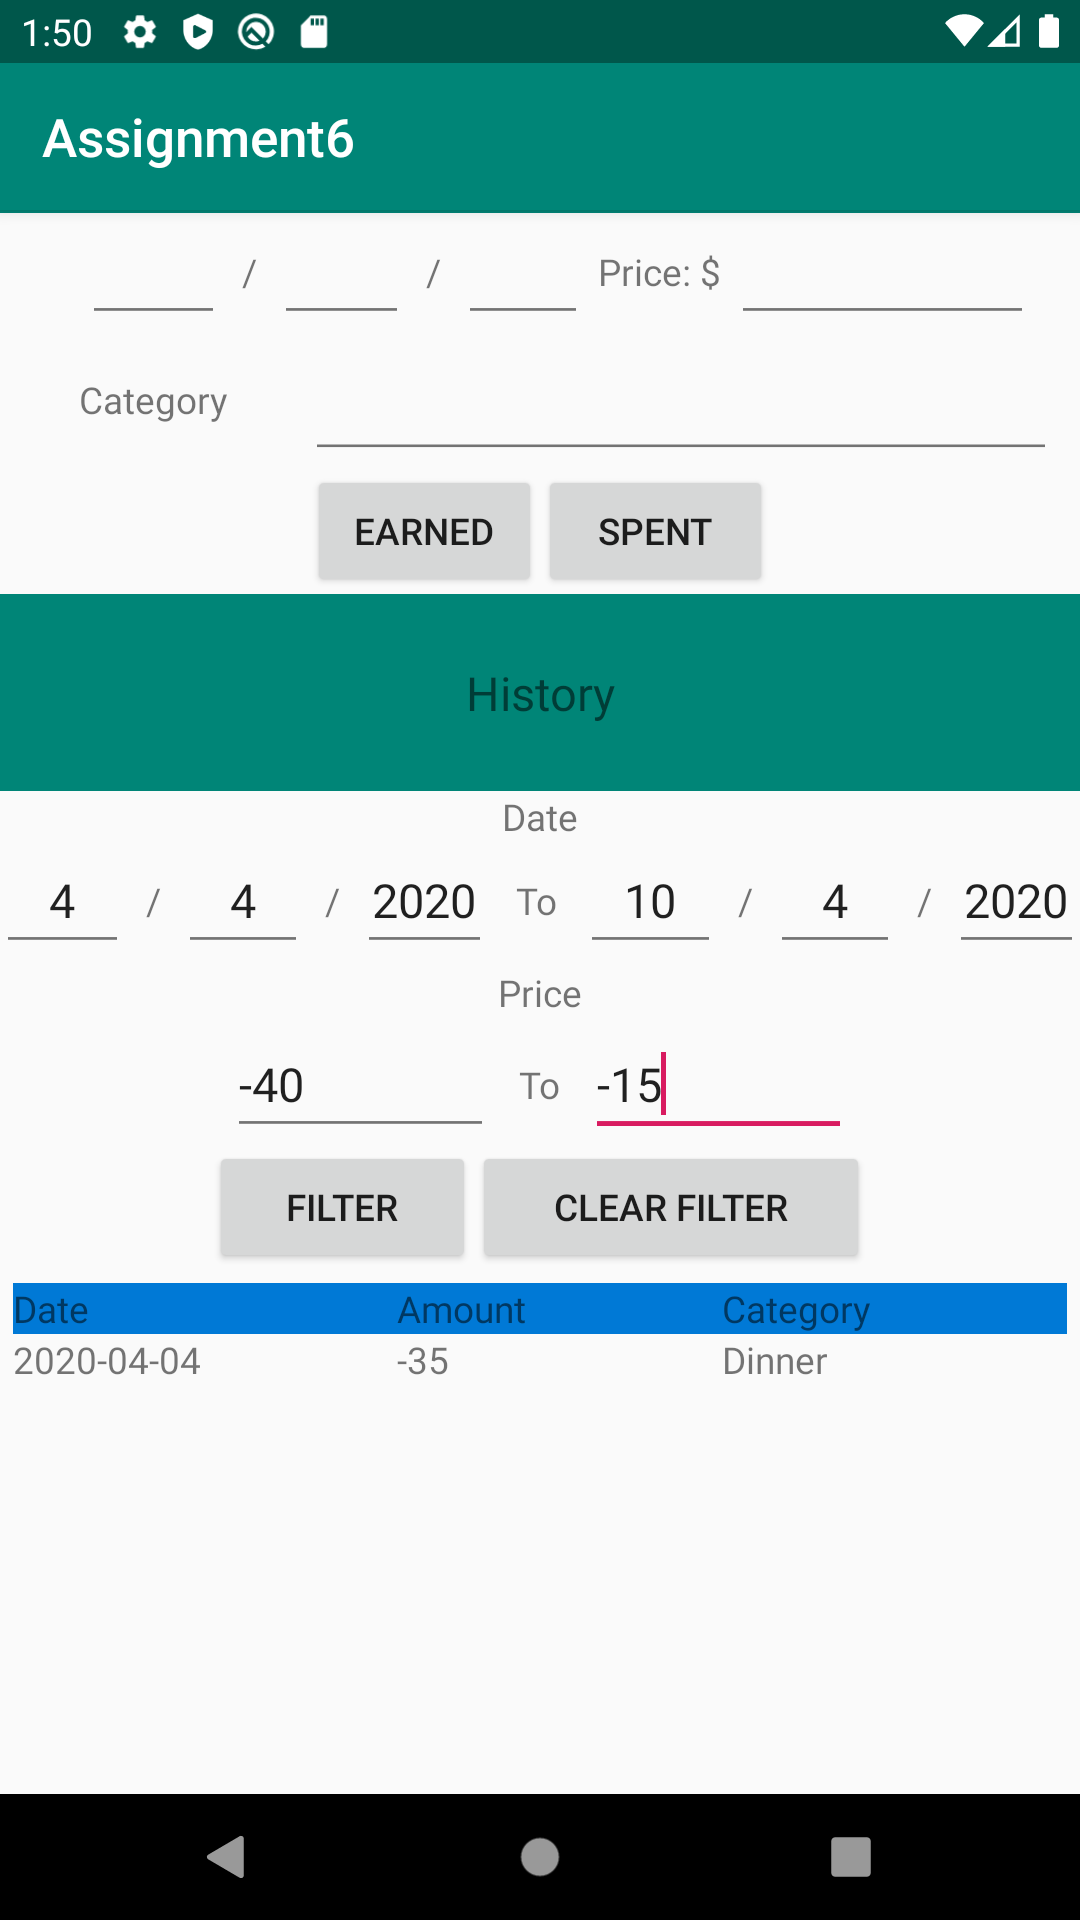 1:50
Assignment6
/ / Price: $
Category
EARNED SPENT
History
Date
4 / 4 / 2020 To 10 / 4 / 2020
Price
-40 To -15
FILTER CLEAR FILTER
Date Amount Category
2020-04-04 -35 Dinner